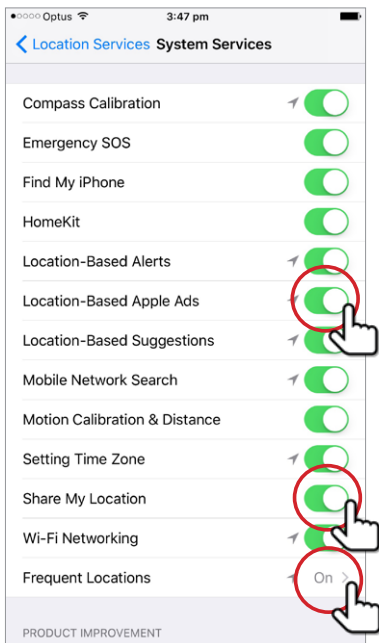 Optus 3:47 pm
Location Services System Services
Compass Calibration
Emergency SOS
Find My iPhone
HomeKit
Location-Based Alerts
Location-Based Apple Ads
Location-Based Suggestions
Mobile Network Search
Motion Calibration & Distance
Setting Time Zone
Share My Location
Wi-Fi Networking
Frequent Locations On
PRODUCT IMPROVEMENT